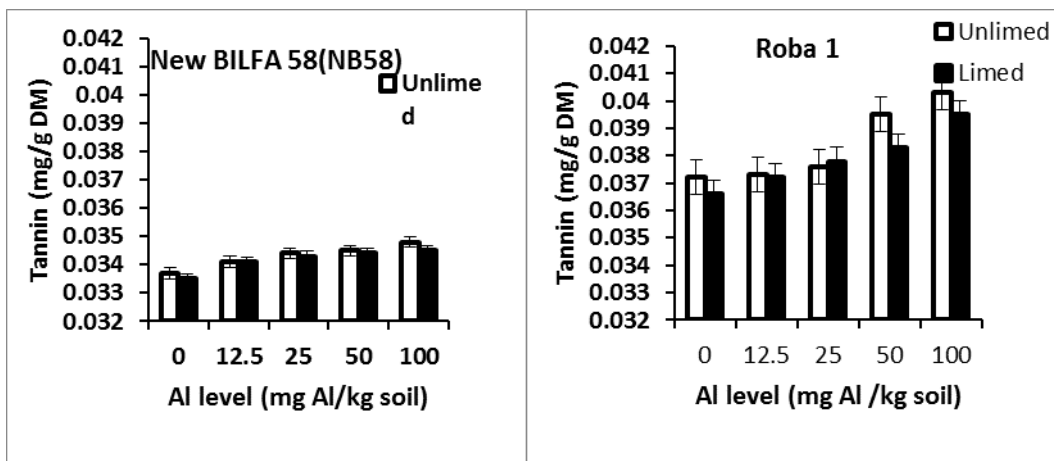 New BILFA 58(NB58)
Unlime
d
Tannin (mg/g DM)
0.042
0.041
0.04
0.039
0.038
0.037
0.036
0.035
0.034
0.033
0.032
0 12.5 25 50 100
Al level (mg Al/kg soil)
Roba 1
Unlimed
Limed
Tannin (mg/g DM)
0.042
0.041
0.04
0.039
0.038
0.037
0.036
0.035
0.034
0.033
0.032
0 12.5 25 50 100
Al level (mg Al /kg soil)